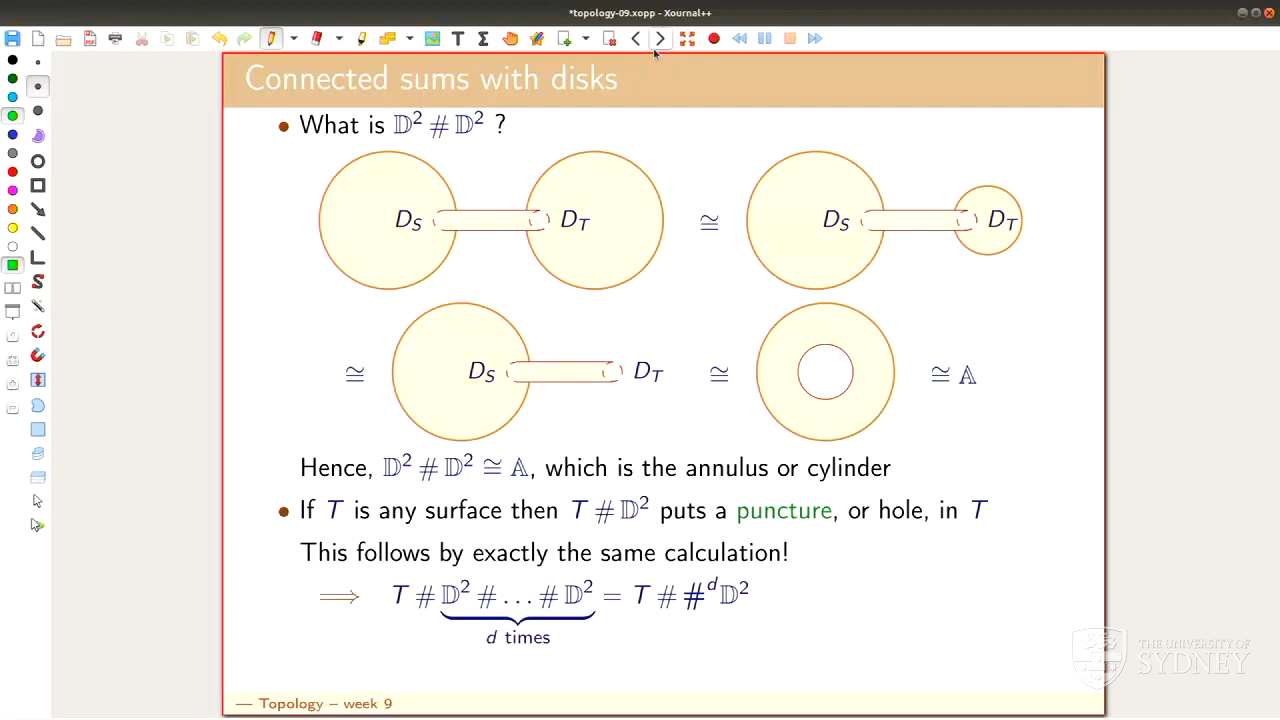 *topology-09.xopp - Xournal++
Connected sums with disks
• What is 𝔻² # 𝔻² ?
D_S D_T ≅ D_S D_T
≅ D_S D_T ≅ ≅ 𝔸
Hence, 𝔻² # 𝔻² ≅ 𝔸, which is the annulus or cylinder
• If T is any surface then T # 𝔻² puts a puncture, or hole, in T
This follows by exactly the same calculation!
⟹ T # 𝔻² # … # 𝔻² = T # #ᵈ𝔻²
d times
THE UNIVERSITY OF
SYDNEY
— Topology – week 9